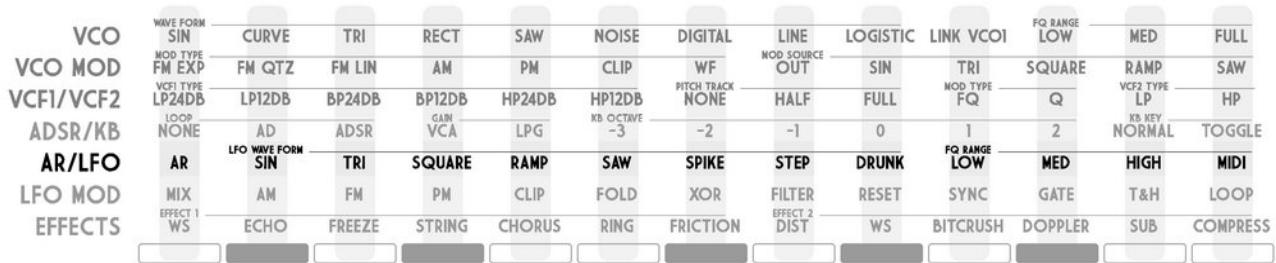 WAVE FORM FQ RANGE
VCO SIN CURVE TRI RECT SAW NOISE DIGITAL LINE LOGISTIC LINK VCO1 LOW MED FULL
MOD TYPE MOD SOURCE
VCO MOD FM EXP FM QTZ FM LIN AM PM CLIP WF OUT SIN TRI SQUARE RAMP SAW
VCF1 TYPE PITCH TRACK MOD TYPE VCF2 TYPE
VCF1/VCF2 LP24DB LP12DB BP24DB BP12DB HP24DB HP12DB NONE HALF FULL FQ Q LP HP
LOOP GAIN KB OCTAVE KB KEY
ADSR/KB NONE AD ADSR VCA LPG -3 -2 -1 0 1 2 NORMAL TOGGLE
LFO WAVE FORM FQ RANGE
AR/LFO AR SIN TRI SQUARE RAMP SAW SPIKE STEP DRUNK LOW MED HIGH MIDI
LFO MOD MIX AM FM PM CLIP FOLD XOR FILTER RESET SYNC GATE T&H LOOP
EFFECT 1 EFFECT 2
EFFECTS WS ECHO FREEZE STRING CHORUS RING FRICTION DIST WS BITCRUSH DOPPLER SUB COMPRESS